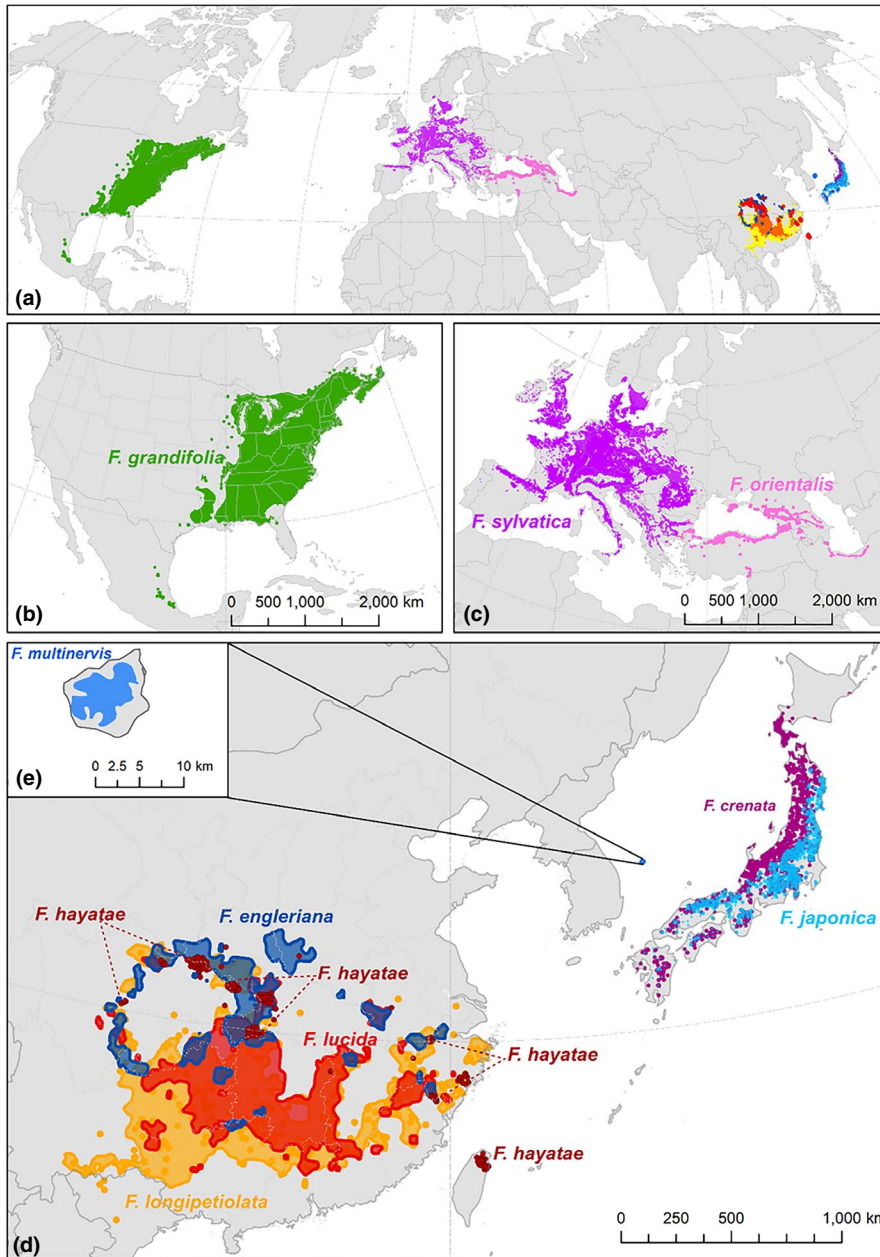 (a)
F. grandifolia
(b)
0 500 1,000 2,000 km
F. orientalis
F. sylvatica
(c)
0 500 1,000 2,000 km
F. multinervis
0 2.5 5 10 km
(e)
F. crenata
F. japonica
F. hayatae
F. engleriana
F. hayatae
F. lucida
F. hayatae
F. hayatae
F. longipetiolata
(d)
0 250 500 1,000 km